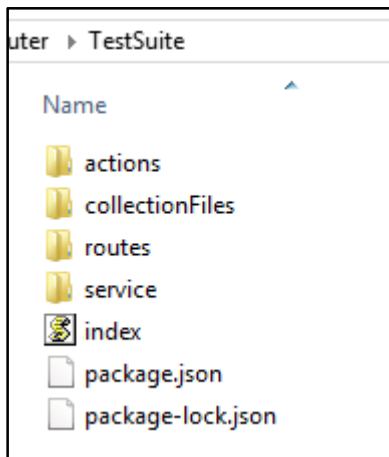 uter TestSuite
Name
actions
collectionFiles
routes
service
index
package.json
package-lock.json